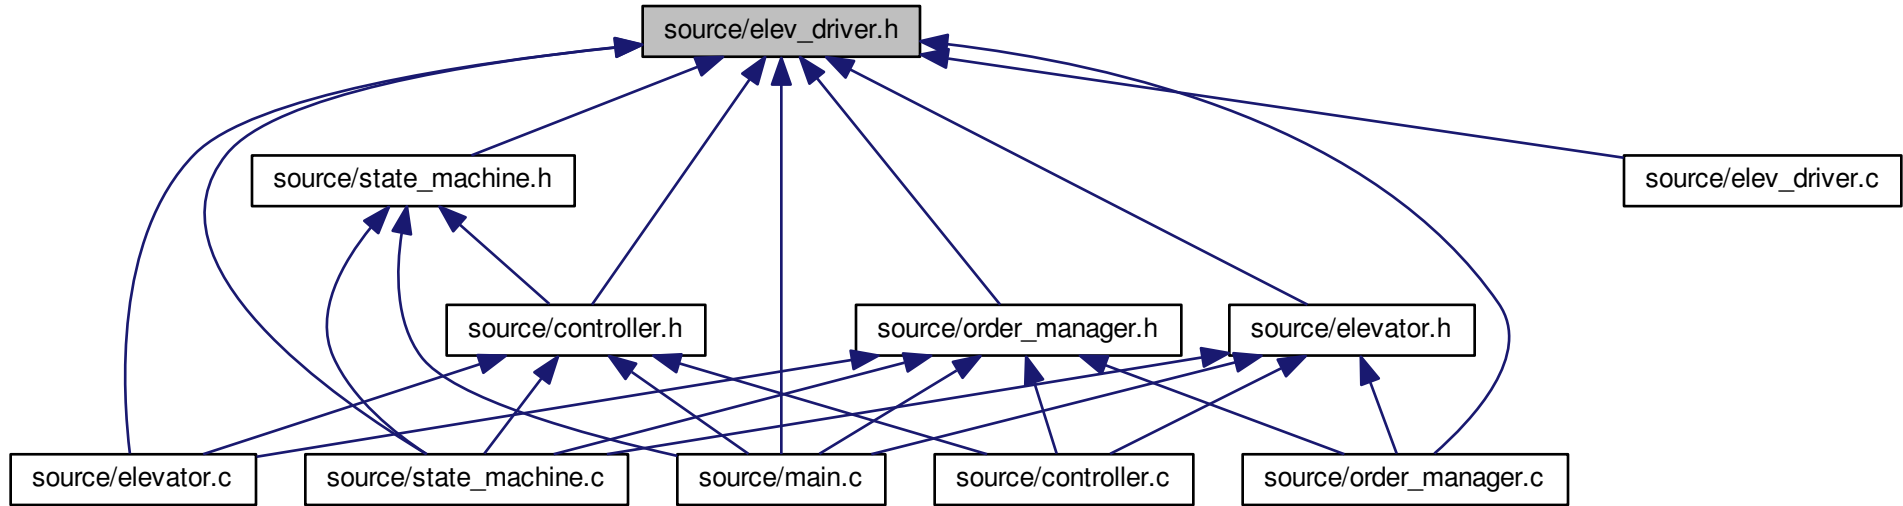 source/elev_driver.h
source/state_machine.h
source/elev_driver.c
source/controller.h
source/order_manager.h
source/elevator.h
source/elevator.c
source/state_machine.c
source/main.c
source/controller.c
source/order_manager.c